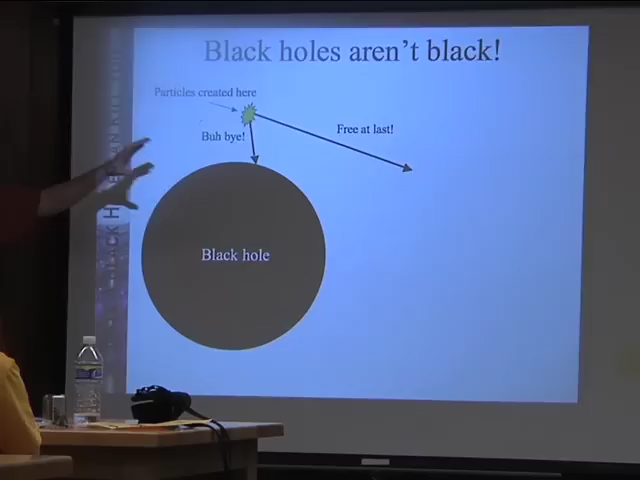 Black holes aren't black!
Particles created here
Buh bye!
Free at last!
Black hole